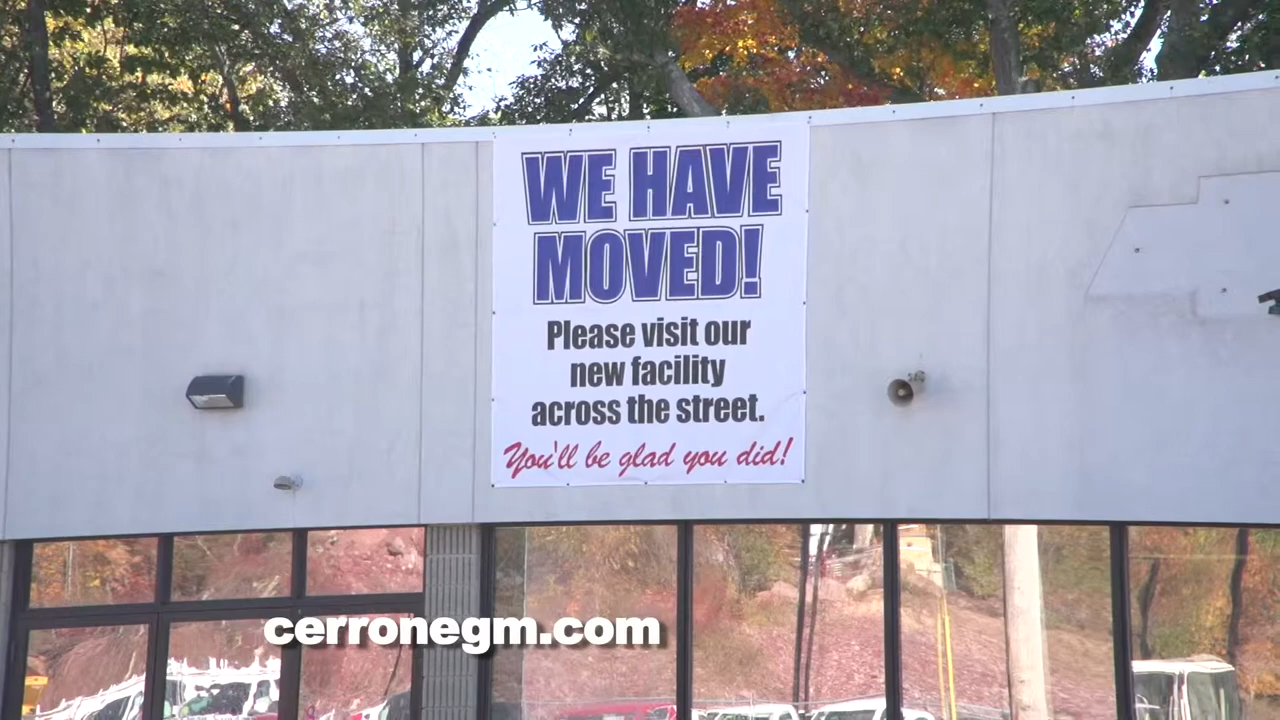 WE HAVE
MOVED!
Please visit our
new facility
across the street.
You'll be glad you did!
cerronegm.com